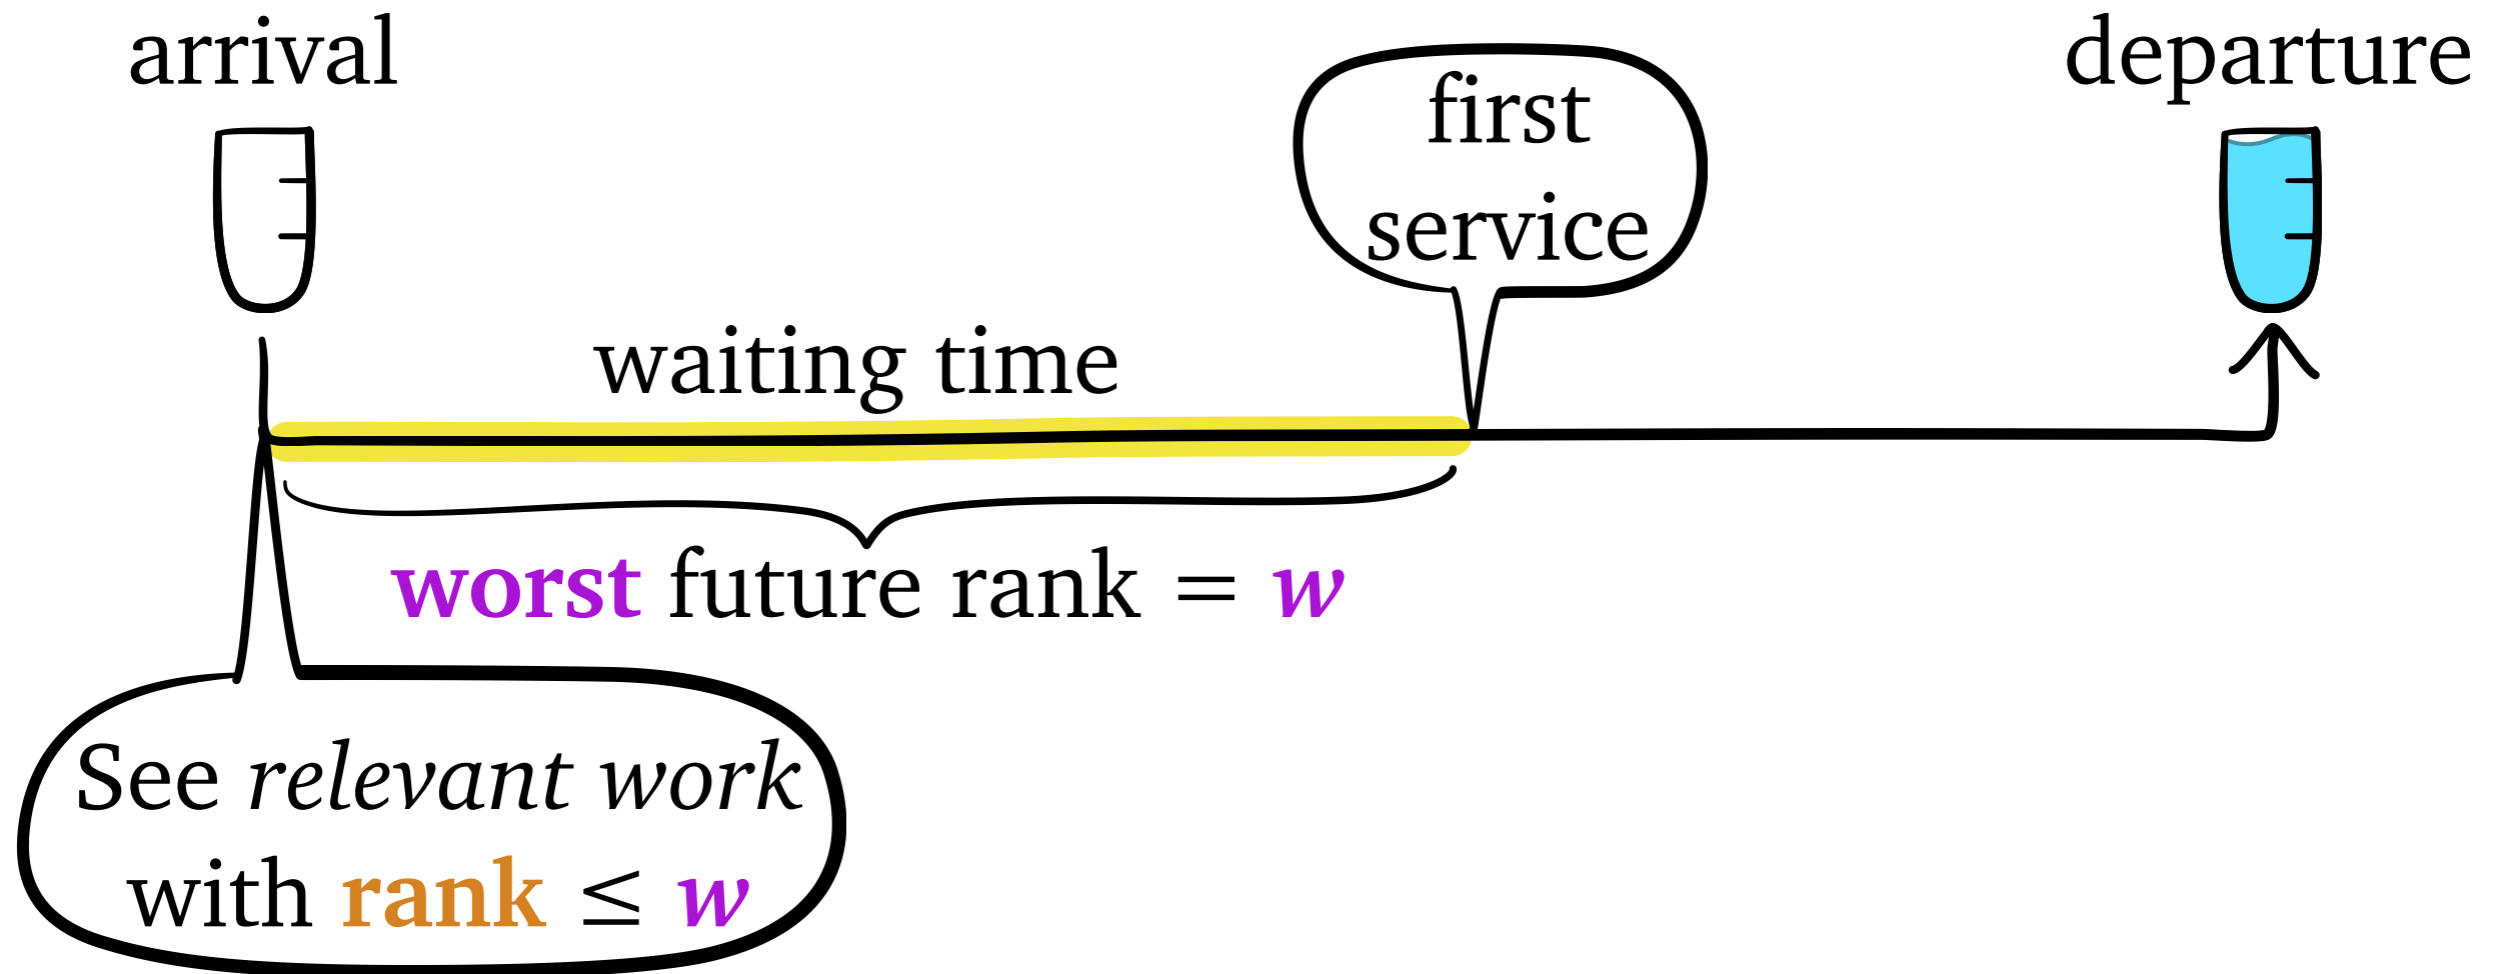 arrival
departure
first
service
waiting time
worst future rank = w
See relevant work
with rank ≤ w